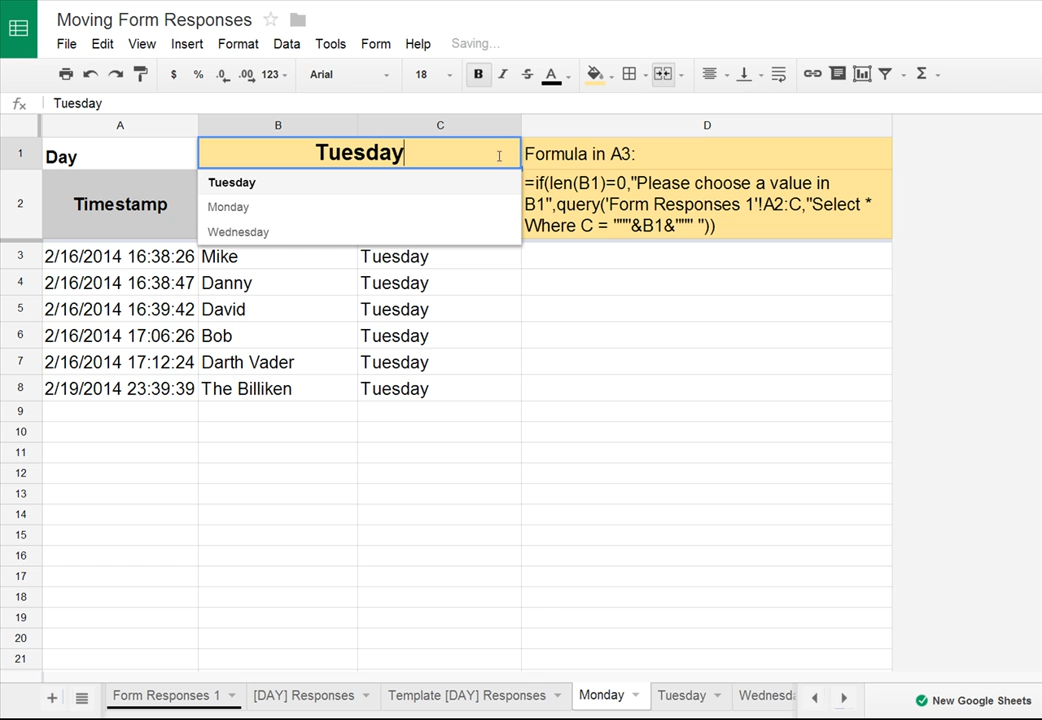 Moving Form Responses
File Edit View Insert Format Data Tools Form Help Saving...
$ % .0 .00 123 Arial 18 B I S A Σ
fx Tuesday
A B C D
1 Day Tuesday Formula in A3:
2 Timestamp
Tuesday
Monday
Wednesday
=if(len(B1)=0,"Please choose a value in
B1",query('Form Responses 1'!A2:C,"Select *
Where C = """&B1&""" "))
3 2/16/2014 16:38:26 Mike Tuesday
4 2/16/2014 16:38:47 Danny Tuesday
5 2/16/2014 16:39:42 David Tuesday
6 2/16/2014 17:06:26 Bob Tuesday
7 2/16/2014 17:12:24 Darth Vader Tuesday
8 2/19/2014 23:39:39 The Billiken Tuesday
9
10
11
12
13
14
15
16
17
18
19
20
21
+ Form Responses 1 [DAY] Responses Template [DAY] Responses Monday Tuesday Wednesda New Google Sheets